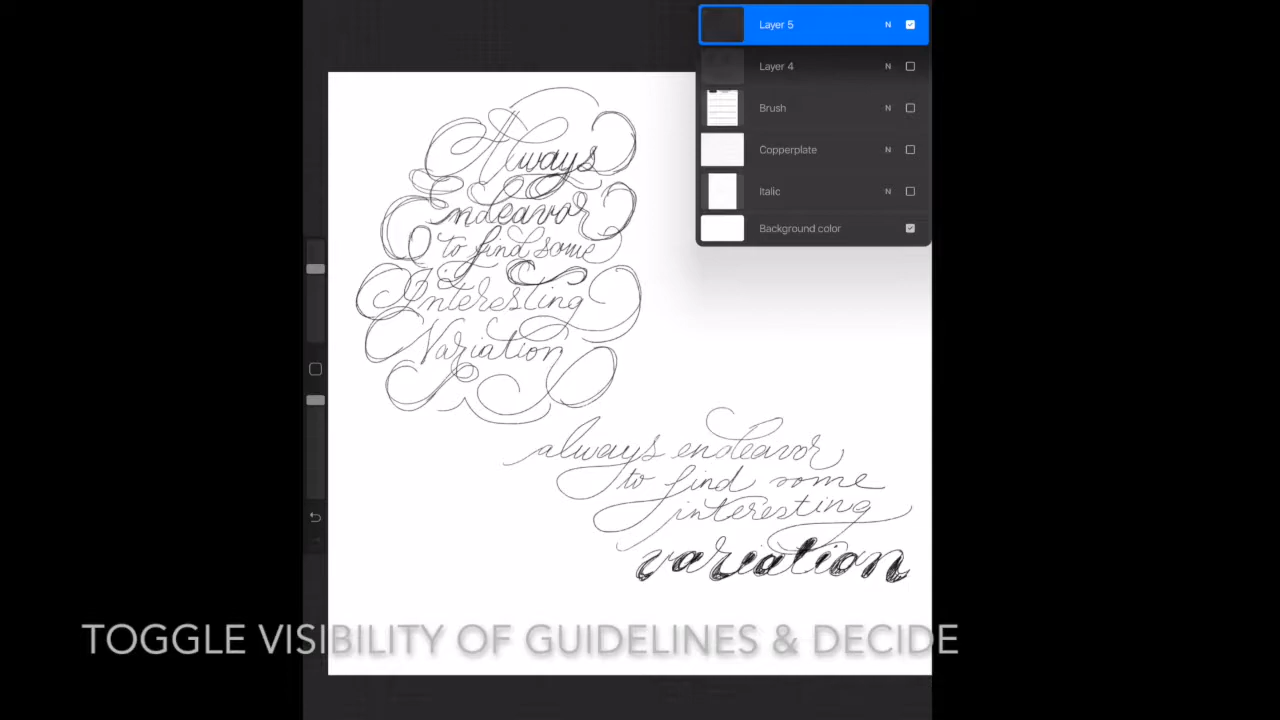 Layer 5 N
Layer 4 N
Brush N
Copperplate N
Italic N
Background color
Always
Endeavor
to find some
Interesting
Variation
always endeavor
to find some
interesting
variation
TOGGLE VISIBILITY OF GUIDELINES & DECIDE